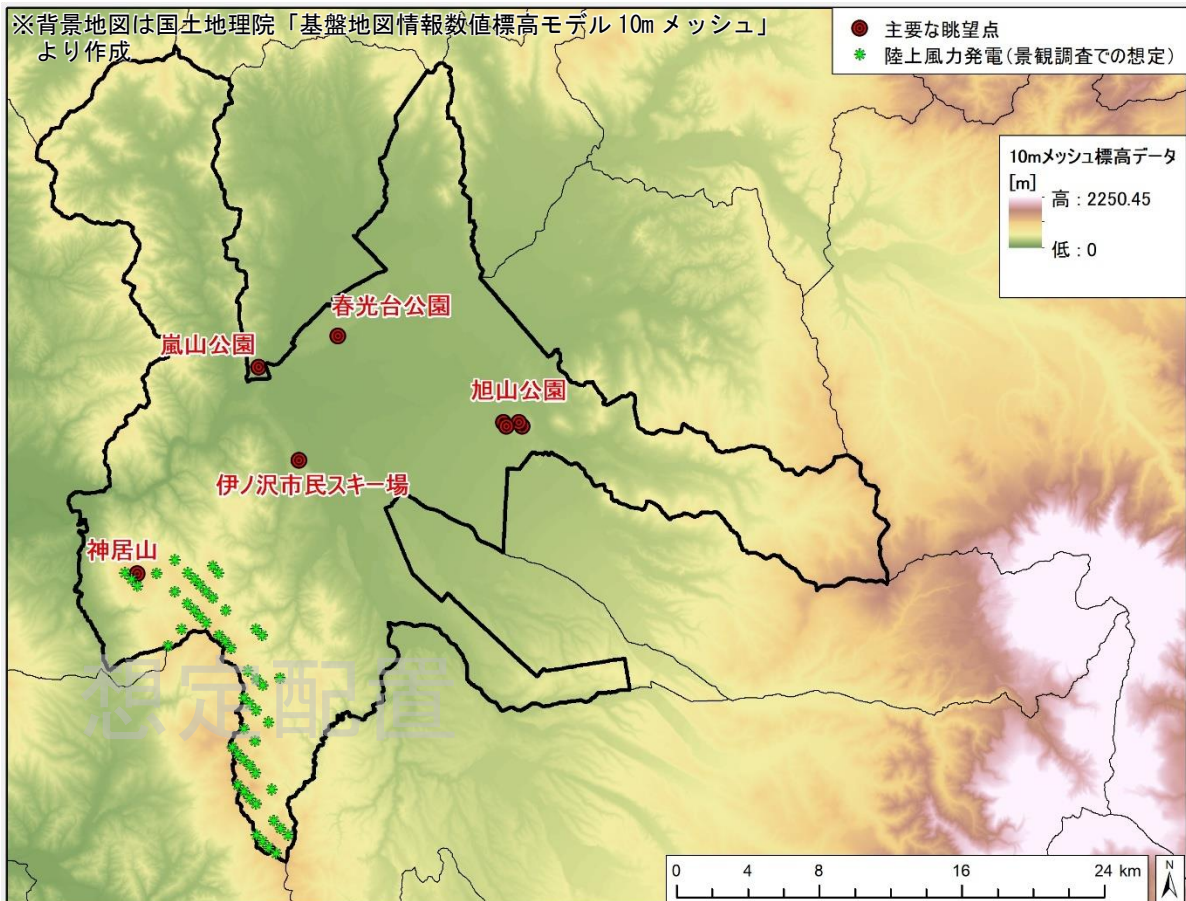 ※背景地図は国土地理院「基盤地図情報数値標高モデル 10m メッシュ」
より作成
主要な眺望点
陸上風力発電(景観調査での想定)
10mメッシュ標高データ
[m]
高 : 2250.45
低 : 0
春光台公園
嵐山公園
旭山公園
伊ノ沢市民スキー場
神居山
想定配置
0 4 8 16 24 km
N